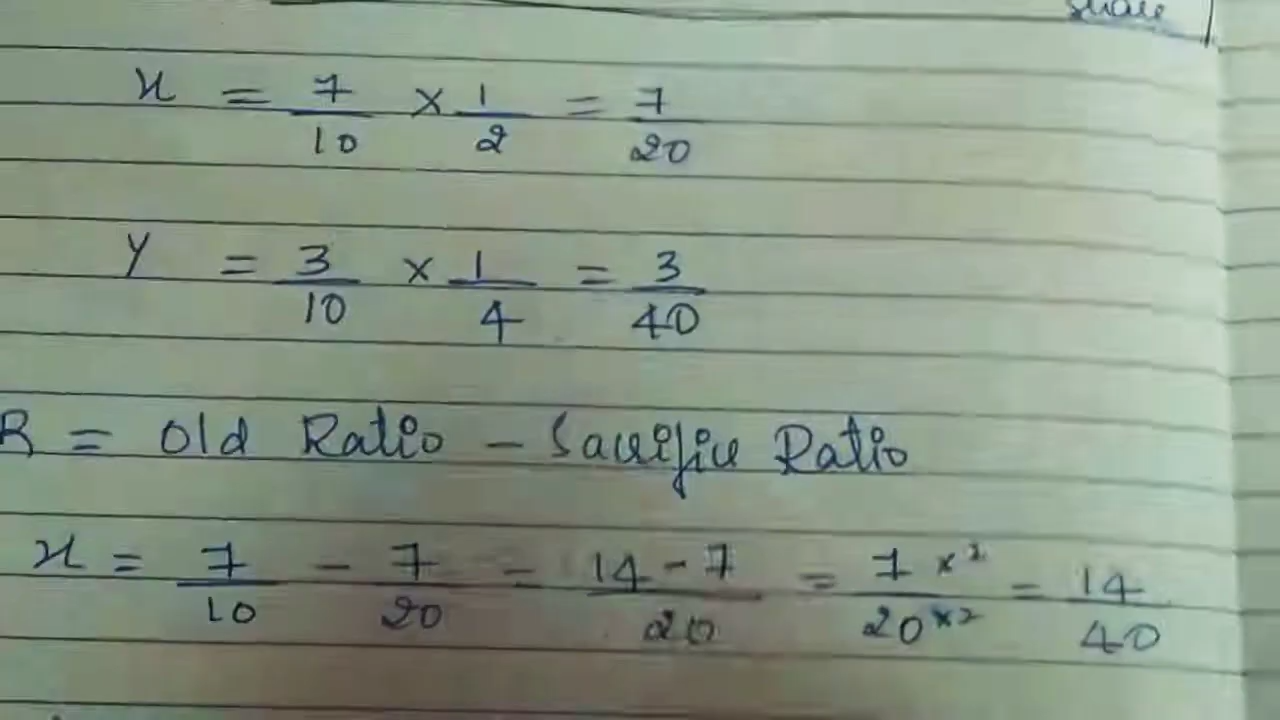 share
x = 7/10 × 1/2 = 7/20
Y = 3/10 × 1/4 = 3/40
R = Old Ratio - Sacrifice Ratio
x = 7/10 - 7/20 = 14-7/20 = 7×2/20×2 = 14/40